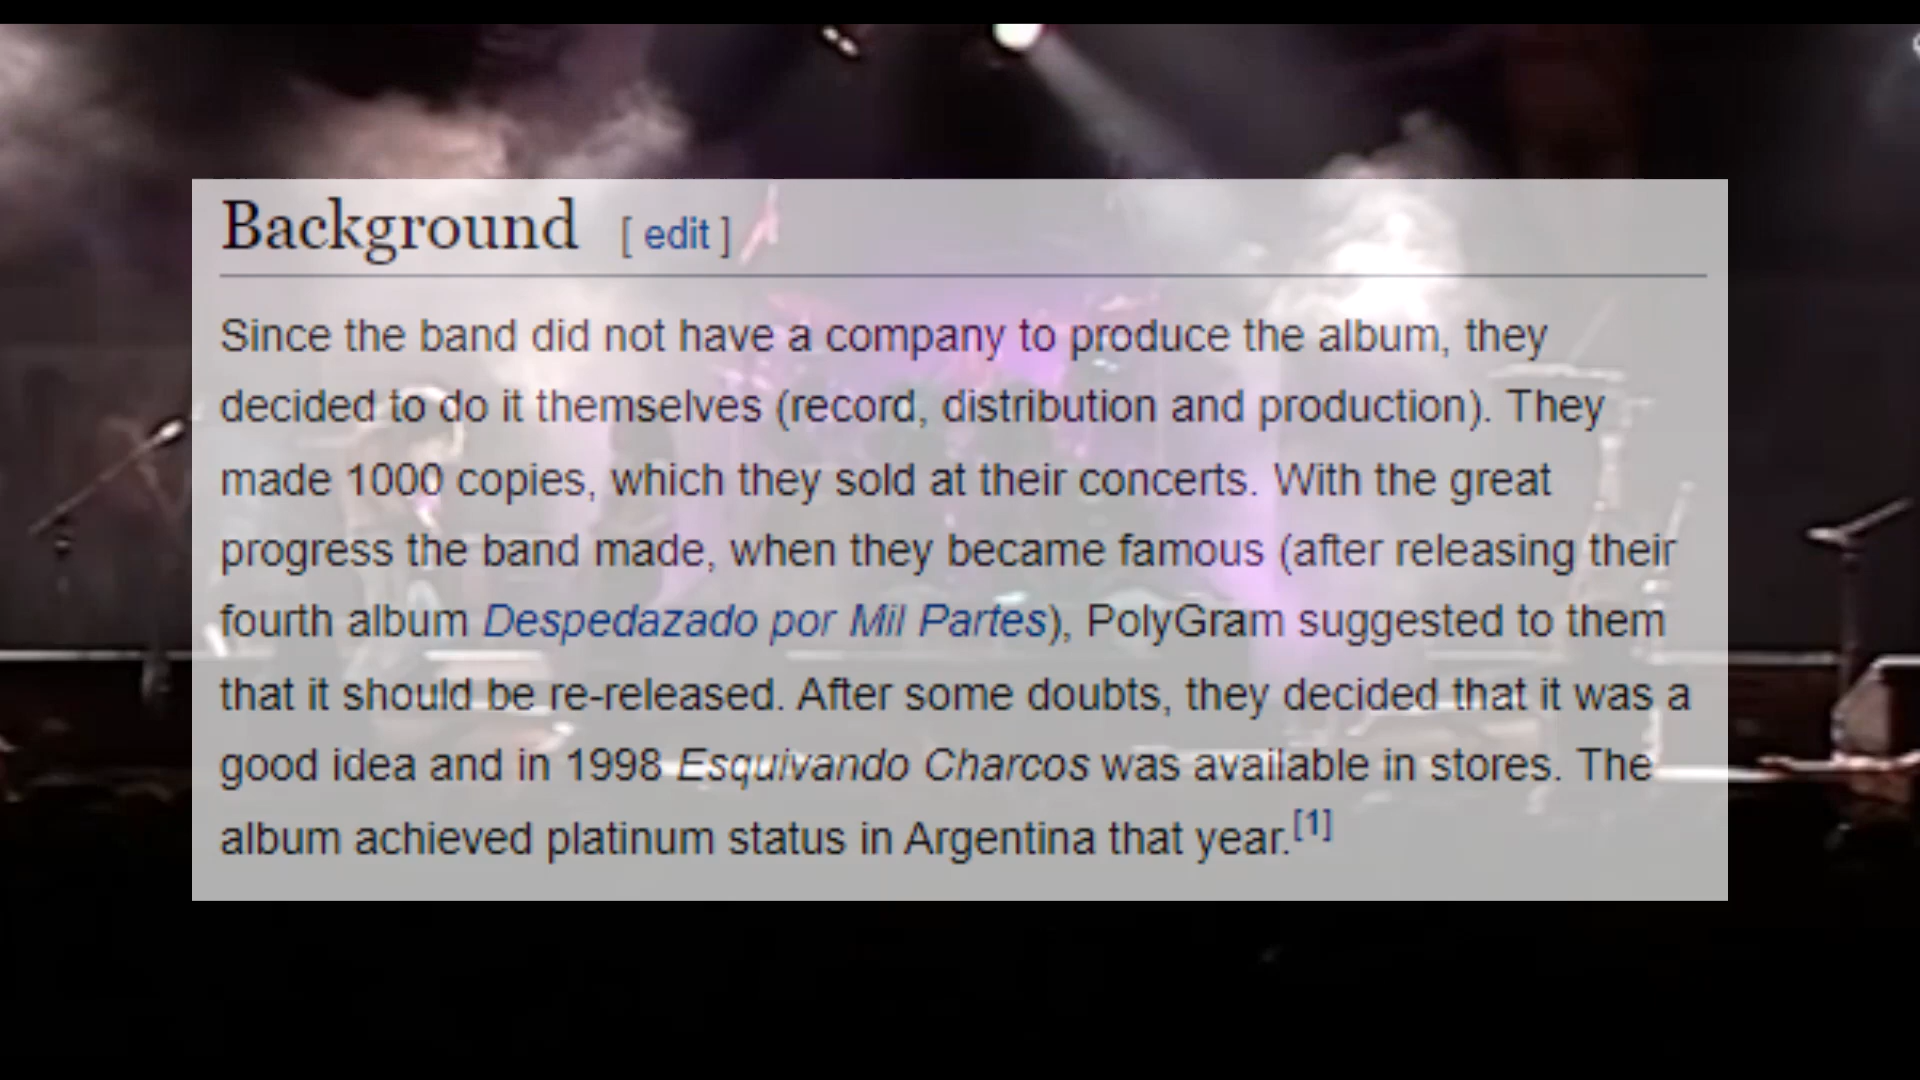 Background [ edit ]
Since the band did not have a company to produce the album, they
decided to do it themselves (record, distribution and production). They
made 1000 copies, which they sold at their concerts. With the great
progress the band made, when they became famous (after releasing their
fourth album Despedazado por Mil Partes), PolyGram suggested to them
that it should be re-released. After some doubts, they decided that it was a
good idea and in 1998 Esquivando Charcos was available in stores. The
album achieved platinum status in Argentina that year.[1]